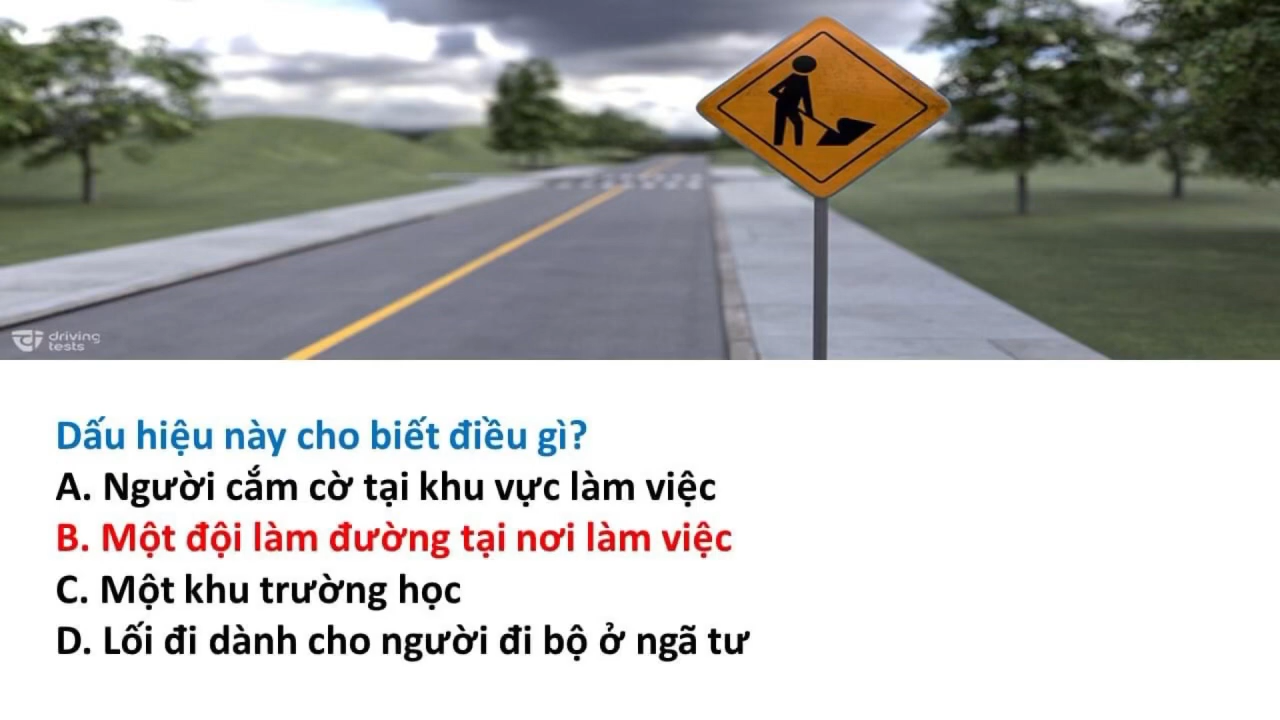 driving
tests
Dấu hiệu này cho biết điều gì?
A. Người cắm cờ tại khu vực làm việc
B. Một đội làm đường tại nơi làm việc
C. Một khu trường học
D. Lối đi dành cho người đi bộ ở ngã tư